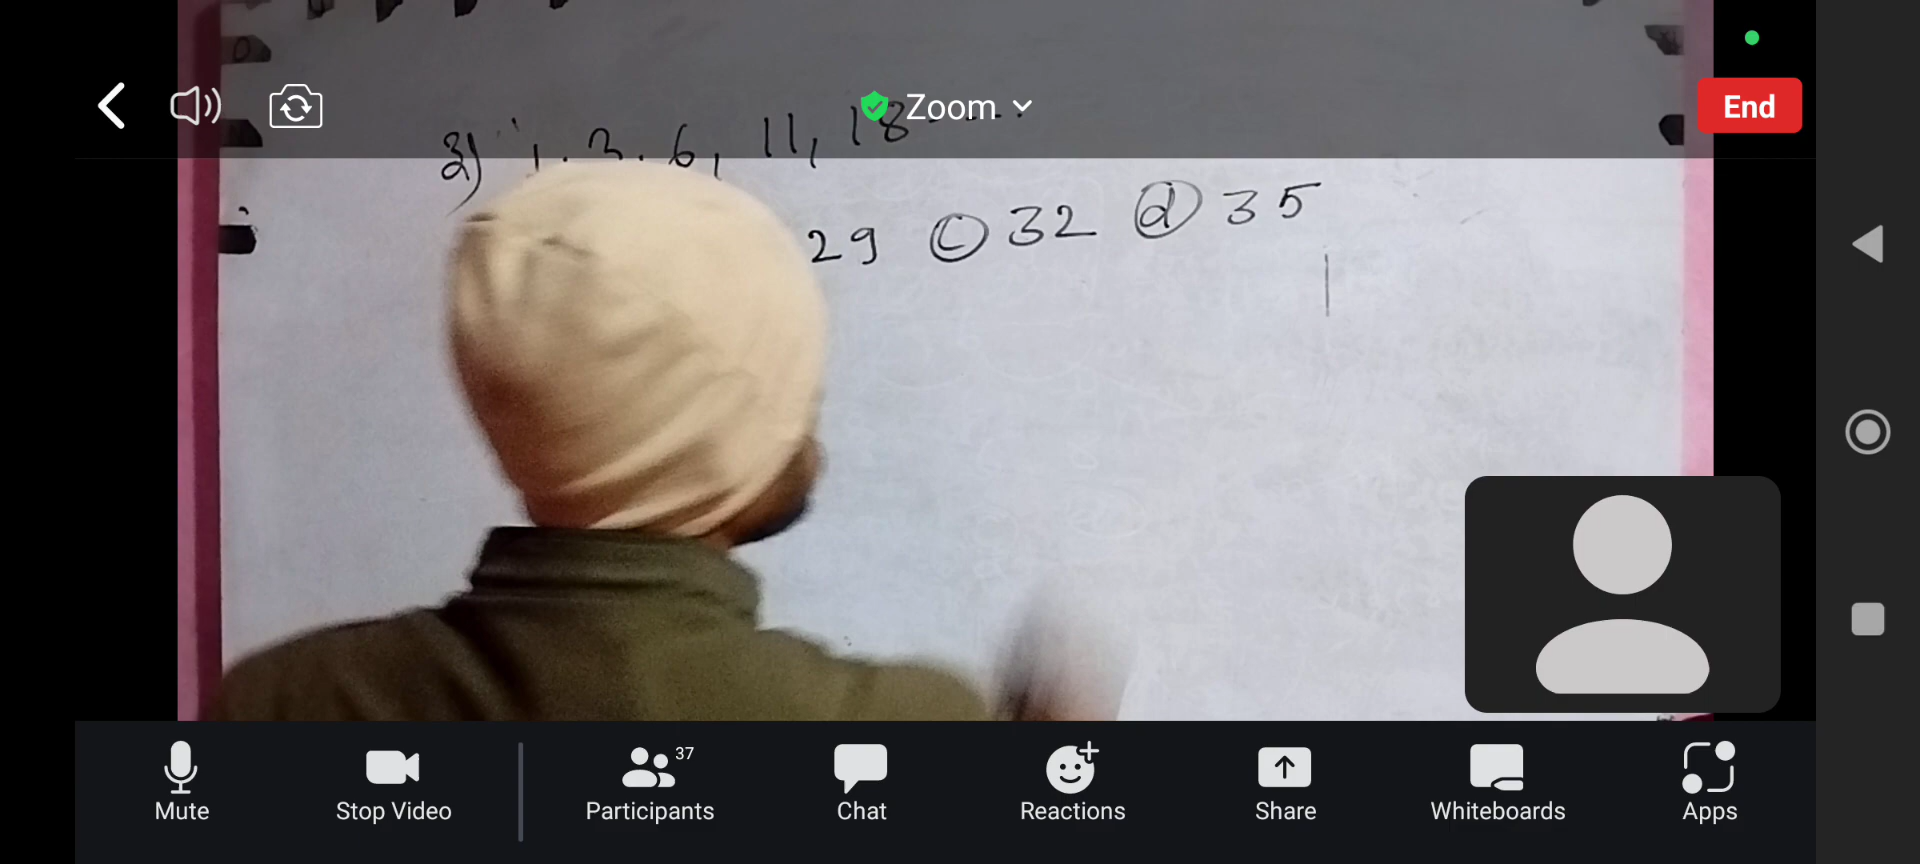 Zoom
End
2) 1, 3, 6, 11, 18 ----.
29 (c) 32 (d) 35
37
Mute
Stop Video
Participants
Chat
Reactions
Share
Whiteboards
Apps